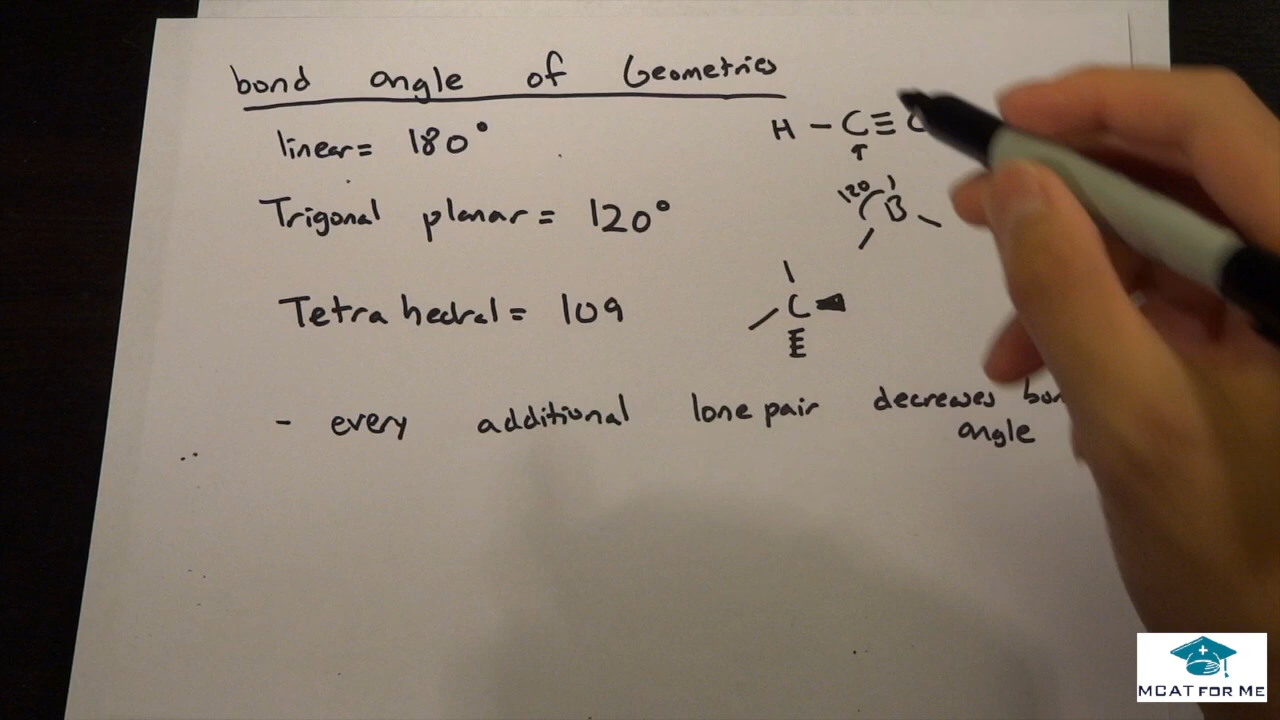 bond angle of Geometries
linear = 180°
H - C ≡ C
Trigonal planar = 120°
120
B
Tetrahedral = 109
C
- every additional lone pair decreases
angle
MCAT FOR ME